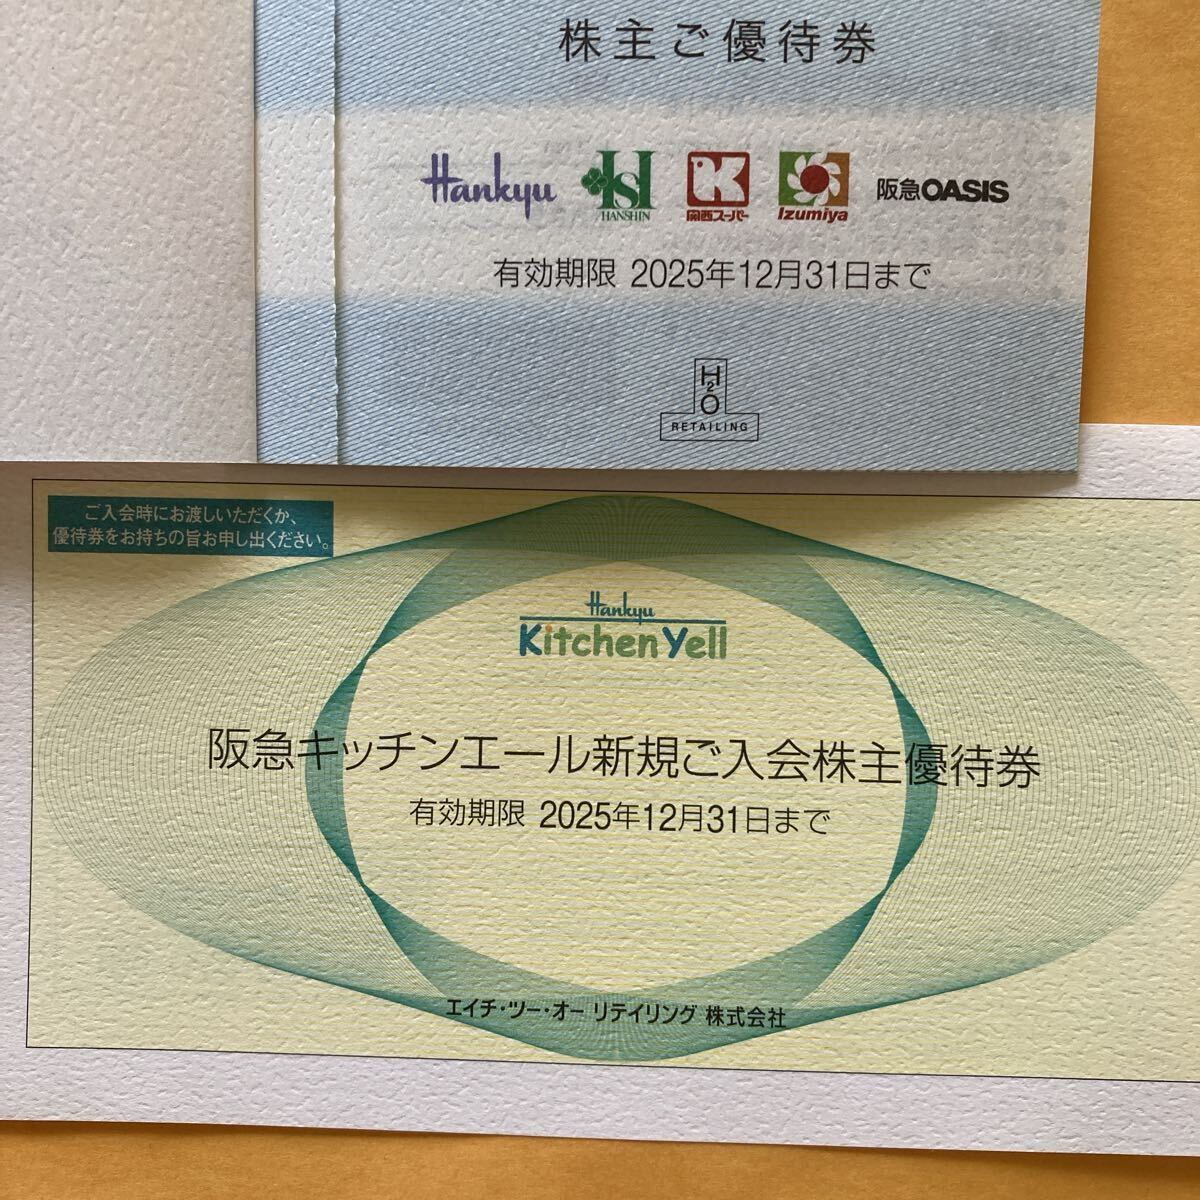 株主ご優待券
Hankyu HSI HANSHIN K 関西スーパー Izumiya 阪急OASIS
有効期限 2025年12月31日まで
H2O
RETAILING
ご入会時にお渡しいただくか、
優待券をお持ちの旨お申し出ください。
Hankyu
Kitchen Yell
阪急キッチンエール新規ご入会株主優待券
有効期限 2025年12月31日まで
エイチ・ツー・オー リテイリング 株式会社